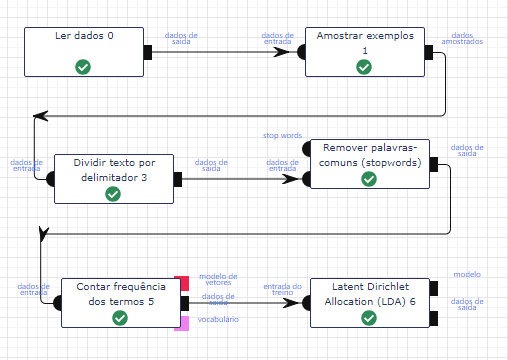 Ler dados 0
dados de
saída
dados de
entrada
Amostrar exemplos
1
dados
amostrados
dados de
entrada
Dividir texto por
delimitador 3
dados de
saída
stop words
dados de
entrada
Remover palavras-
comuns (stopwords)
dados de
saída
dados de
entrada
Contar frequência
dos termos 5
modelo de
vetores
dados de
saída
vocabulário
entrada do
treino
Latent Dirichlet
Allocation (LDA) 6
modelo
dados de
saída